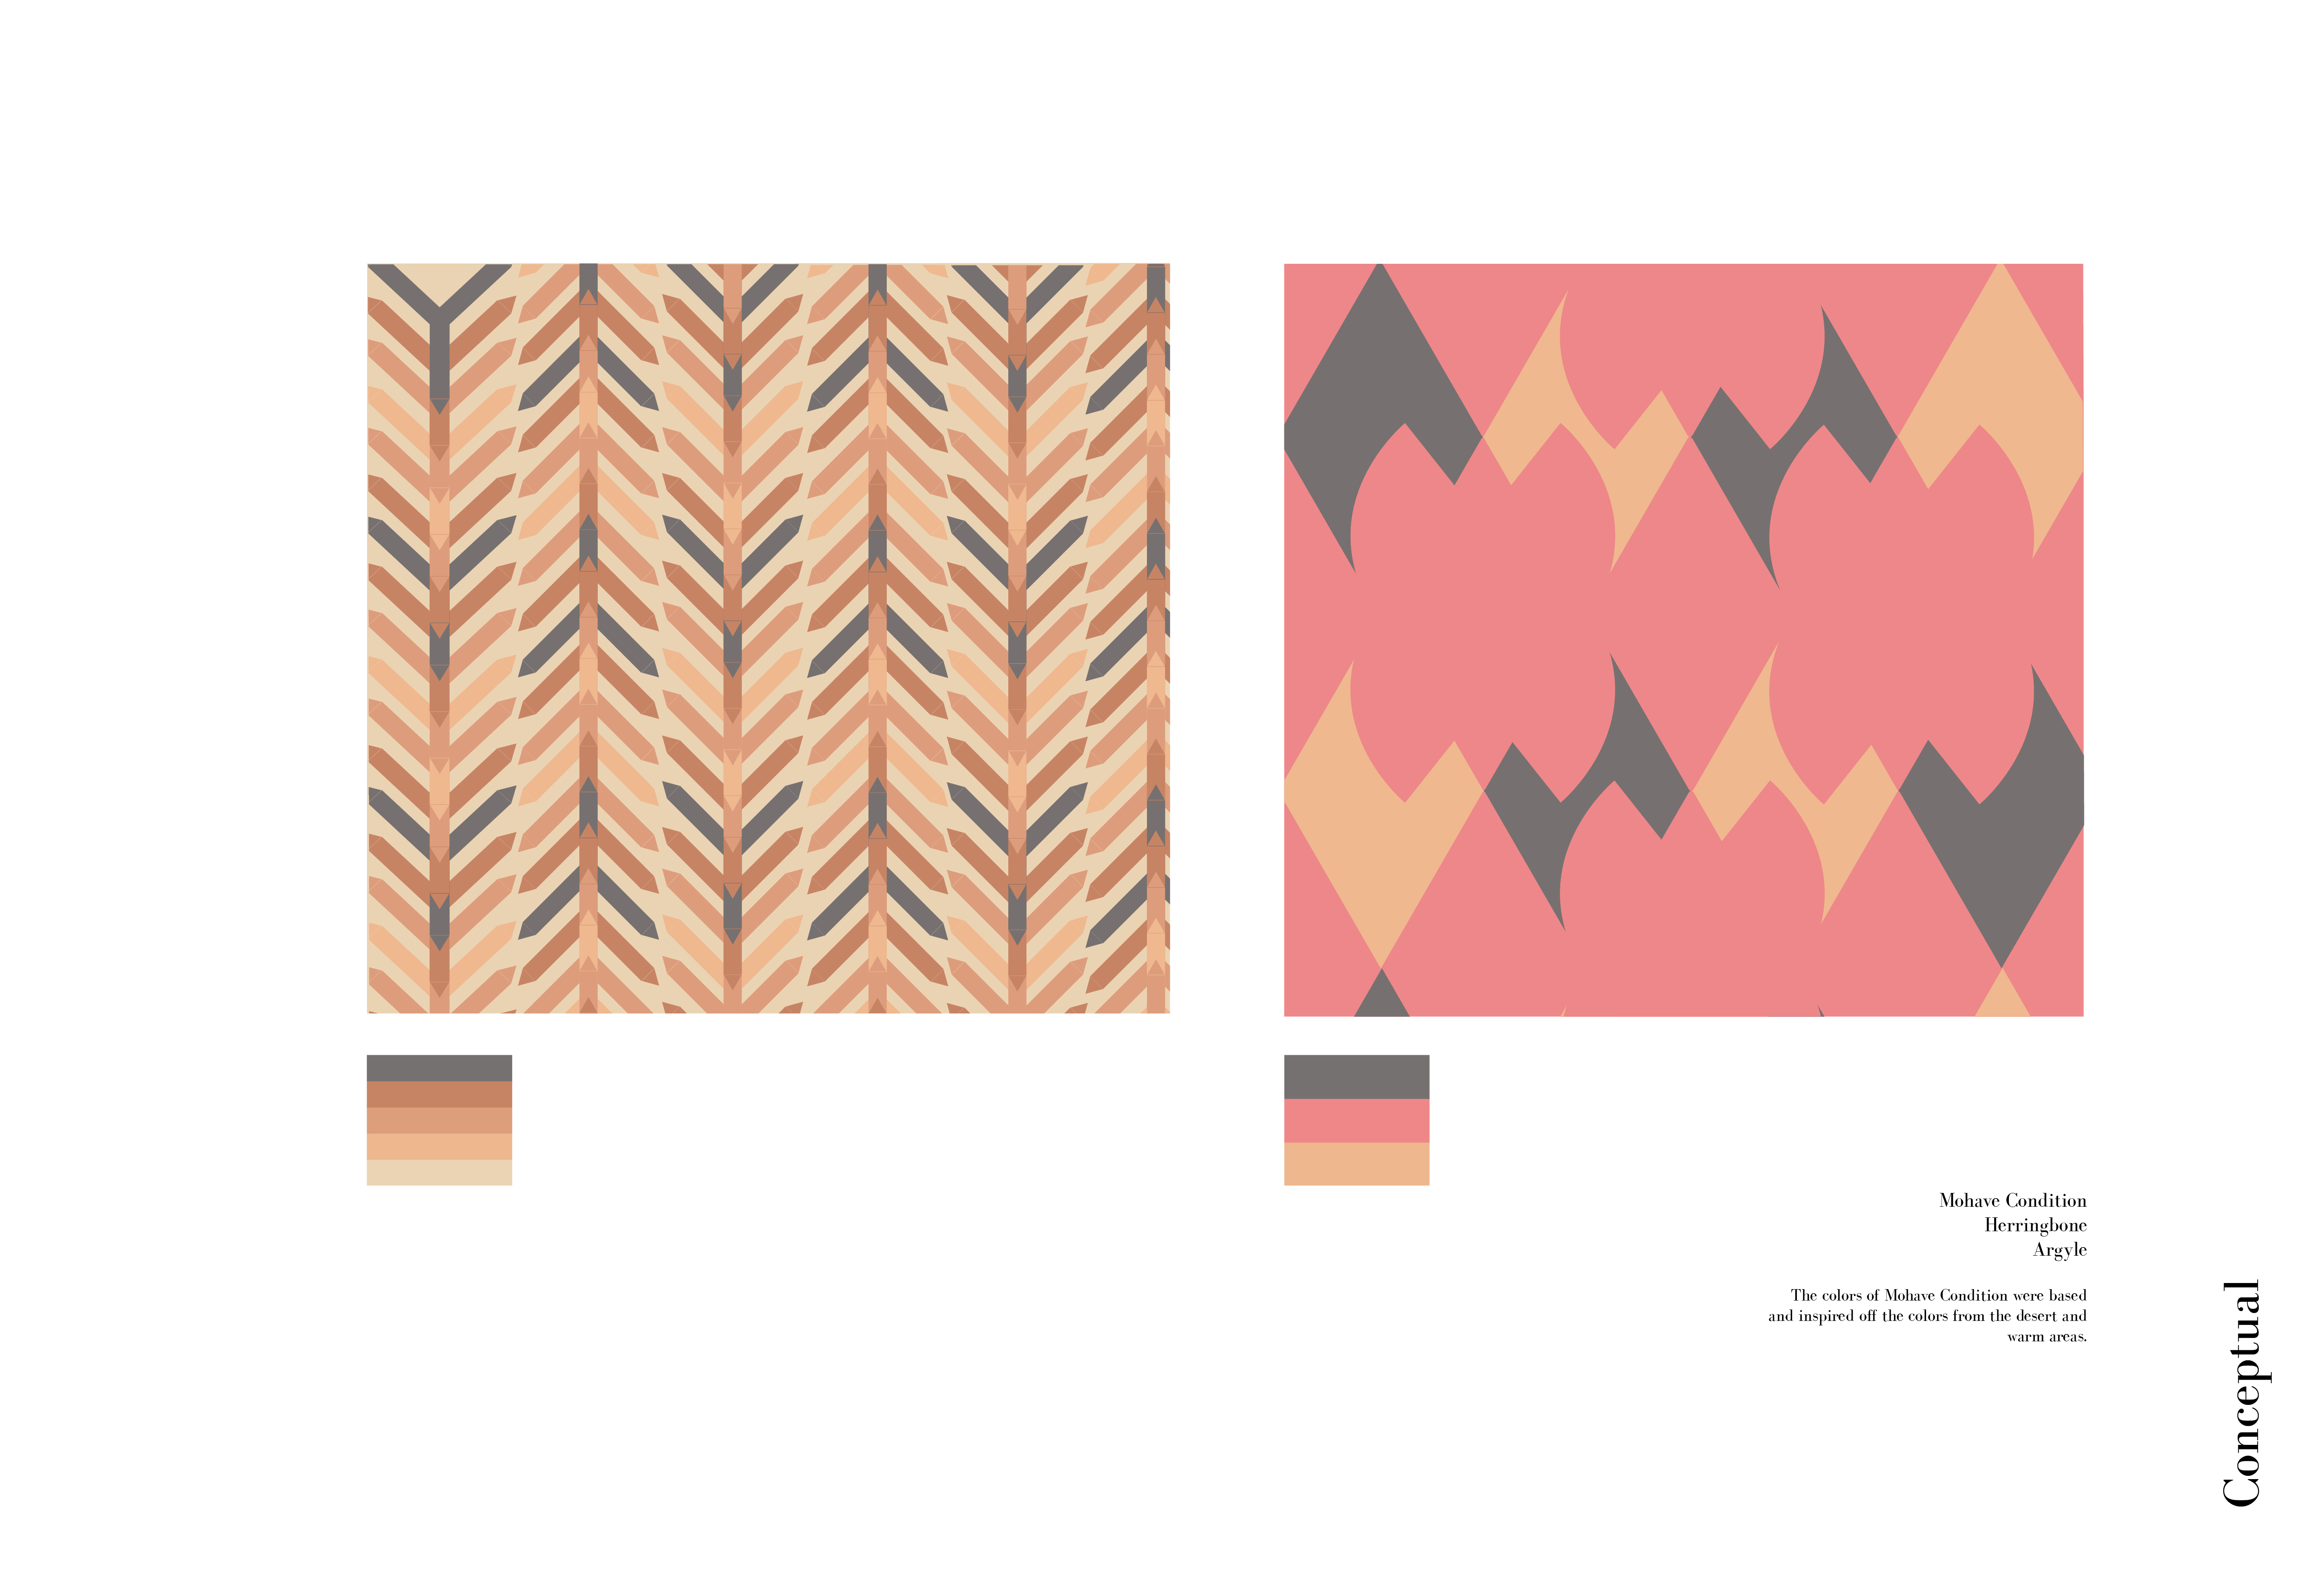 Mohave Condition
Herringbone
Argyle
The colors of Mohave Condition were based
and inspired off the colors from the desert and
warm areas.
Conceptual